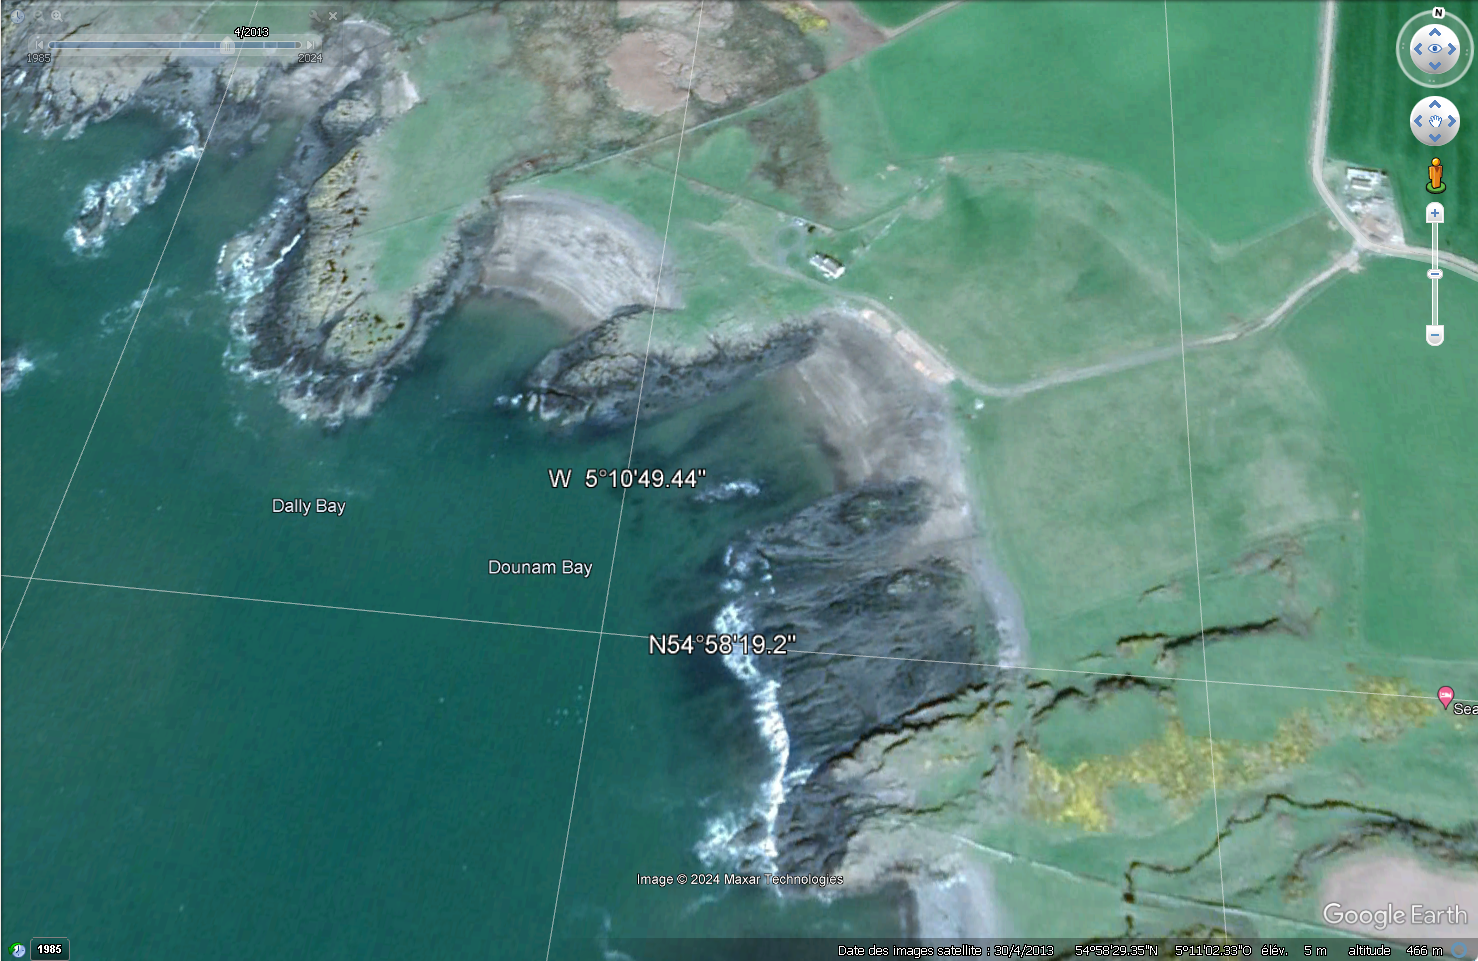 N
4/2013
1985
2024
W 5°10'49.44"
Dally Bay
Dounam Bay
N54°58'19.2"
Sea
Image © 2024 Maxar Technologies
Google Earth
1985
Date des images satellite : 30/4/2013 54°58'29.35"N 5°11'02.33"O élév. 5 m altitude 466 m